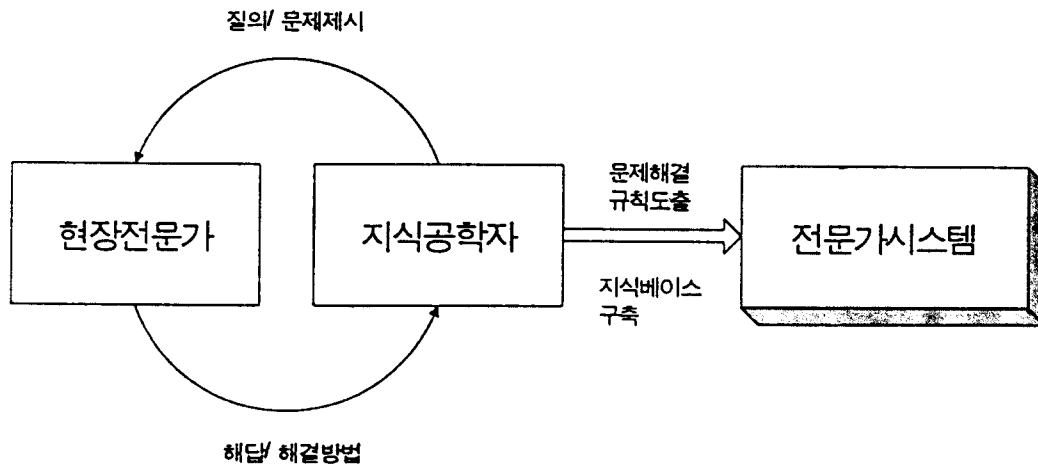 질의/ 문제제시
현장전문가
지식공학자
문제해결
규칙도출
전문가시스템
지식베이스
구축
해답/ 해결방법